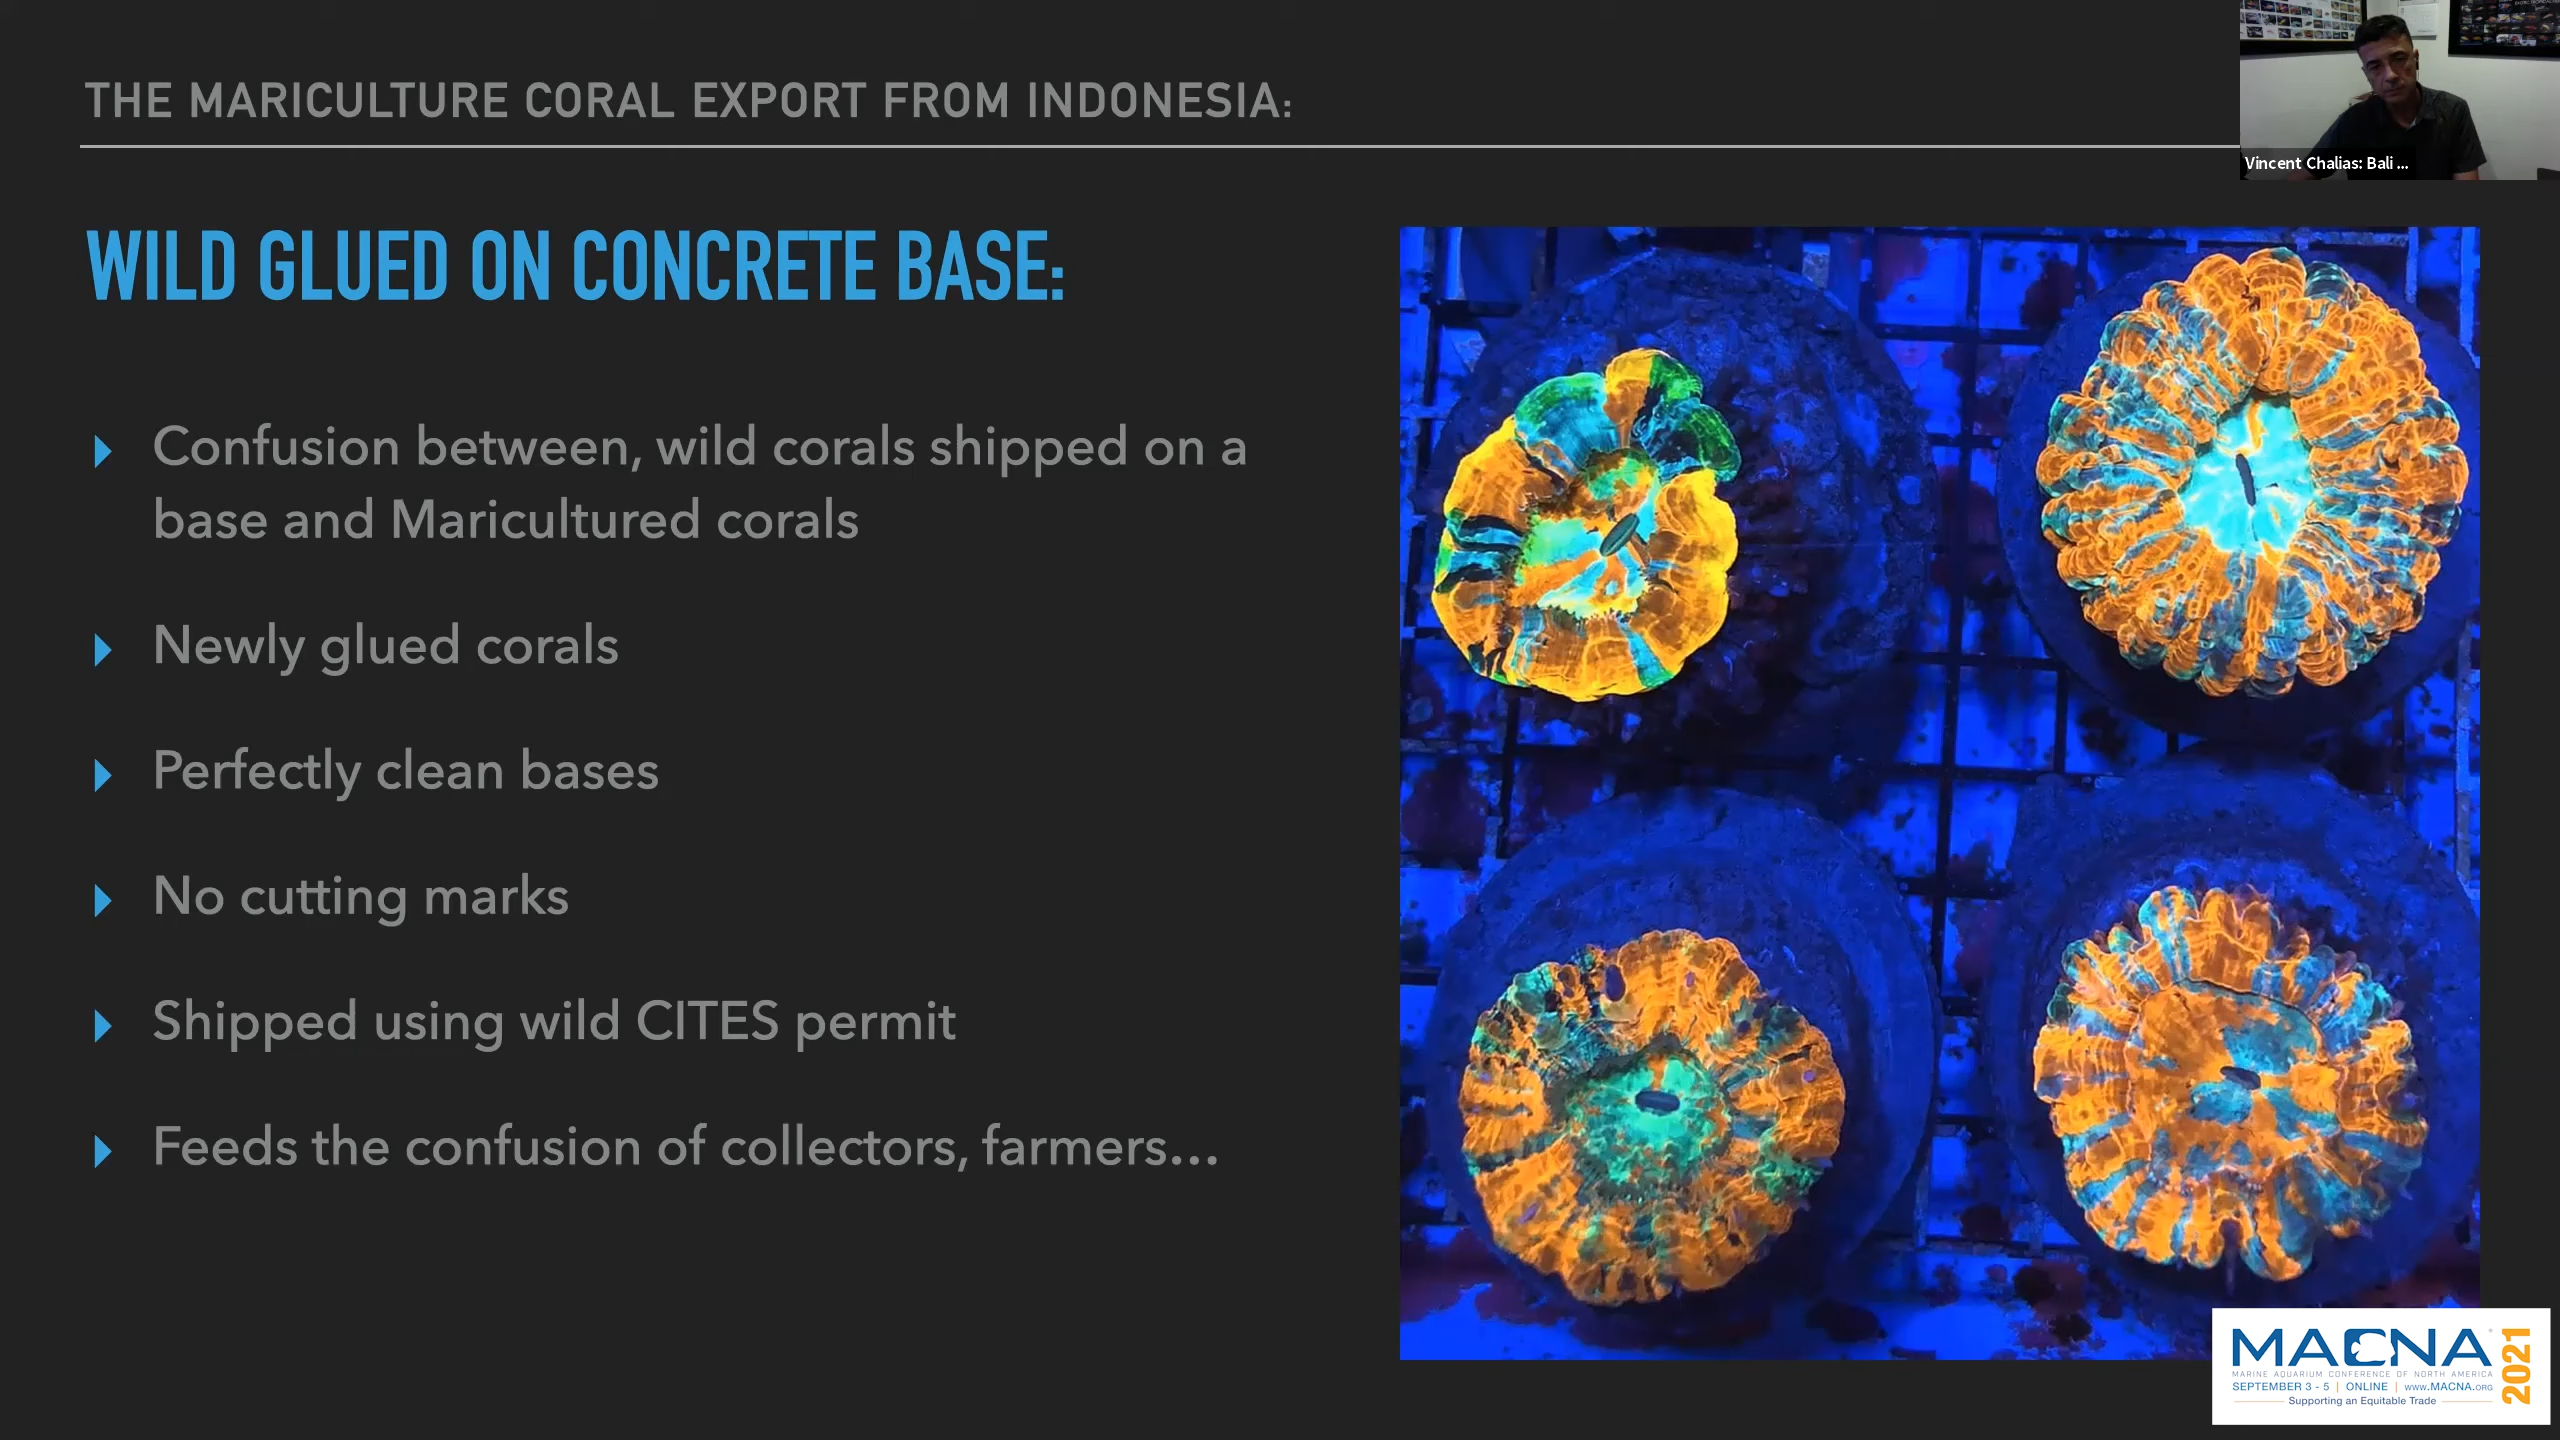 THE MARICULTURE CORAL EXPORT FROM INDONESIA:
Vincent Chalias: Bali ...
WILD GLUED ON CONCRETE BASE:
Confusion between, wild corals shipped on a
base and Maricultured corals
Newly glued corals
Perfectly clean bases
No cutting marks
Shipped using wild CITES permit
Feeds the confusion of collectors, farmers...
MACNA 2021
MARINE AQUARIUM CONFERENCE OF NORTH AMERICA
SEPTEMBER 3 - 5 | ONLINE | www.MACNA.ORG
Supporting an Equitable Trade